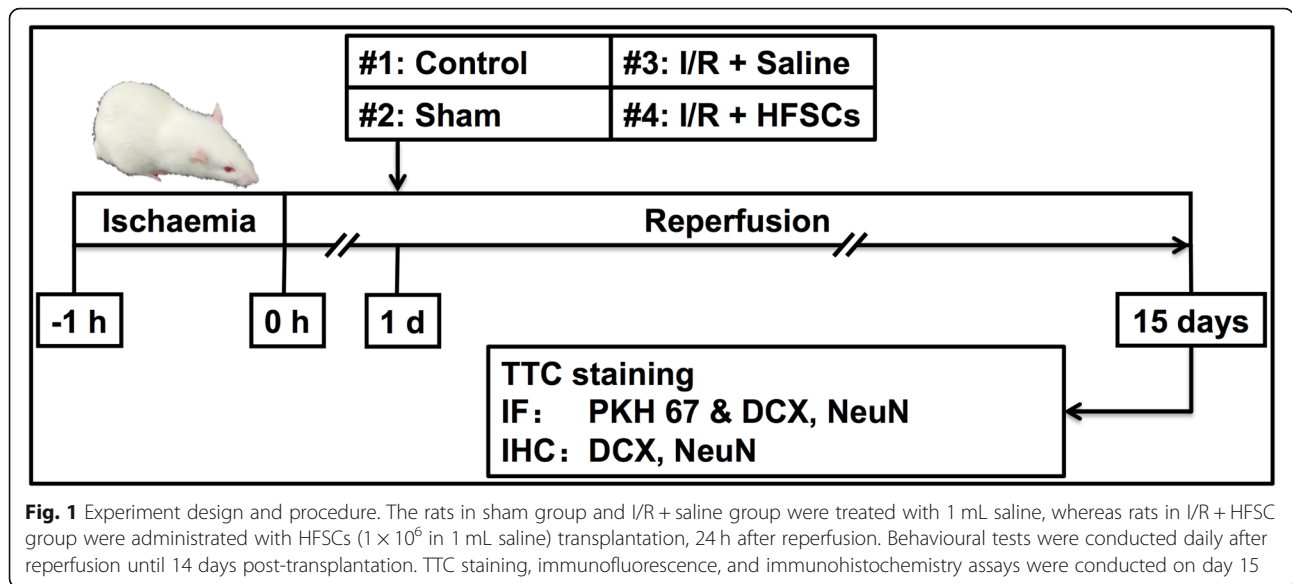 #1: Control #3: I/R + Saline
#2: Sham #4: I/R + HFSCs
Ischaemia Reperfusion
-1 h 0 h 1 d 15 days
TTC staining
IF： PKH 67 & DCX, NeuN
IHC：DCX, NeuN
Fig. 1 Experiment design and procedure. The rats in sham group and I/R + saline group were treated with 1 mL saline, whereas rats in I/R + HFSC
group were administrated with HFSCs (1 × 10⁶ in 1 mL saline) transplantation, 24 h after reperfusion. Behavioural tests were conducted daily after
reperfusion until 14 days post-transplantation. TTC staining, immunofluorescence, and immunohistochemistry assays were conducted on day 15